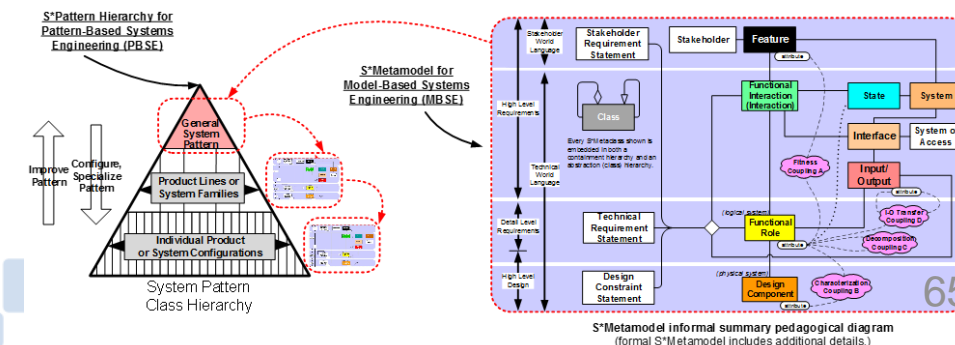 S*Pattern Hierarchy for
Pattern-Based Systems
Engineering (PBSE)
S*Metamodel for
Model-Based Systems
Engineering (MBSE)
Improve
Pattern
Configure,
Specialize
Pattern
General
System
Pattern
Product Lines or
System Families
Individual Product
or System Configurations
System Pattern
Class Hierarchy
Stakeholder
World
Language
High Level
Requirements
Technical
World
Language
Detail Level
Requirements
High Level
Design
Stakeholder
Requirement
Statement
Stakeholder
Feature
attribute
Class
Every S*Metaclass shown is
embedded in both a
containment hierarchy and an
abstraction (class) hierarchy.
Functional
Interaction
(Interaction)
State
System
Interface
System of
Access
Input/
Output
attribute
Fitness
Coupling A
I-O Transfer
Coupling D
Decomposition
Coupling C
Technical
Requirement
Statement
(logical system)
Functional
Role
attribute
Design
Constraint
Statement
(physical system)
Design
Component
attribute
Characterization
Coupling B
65
S*Metamodel informal summary pedagogical diagram
(formal S*Metamodel includes additional details.)